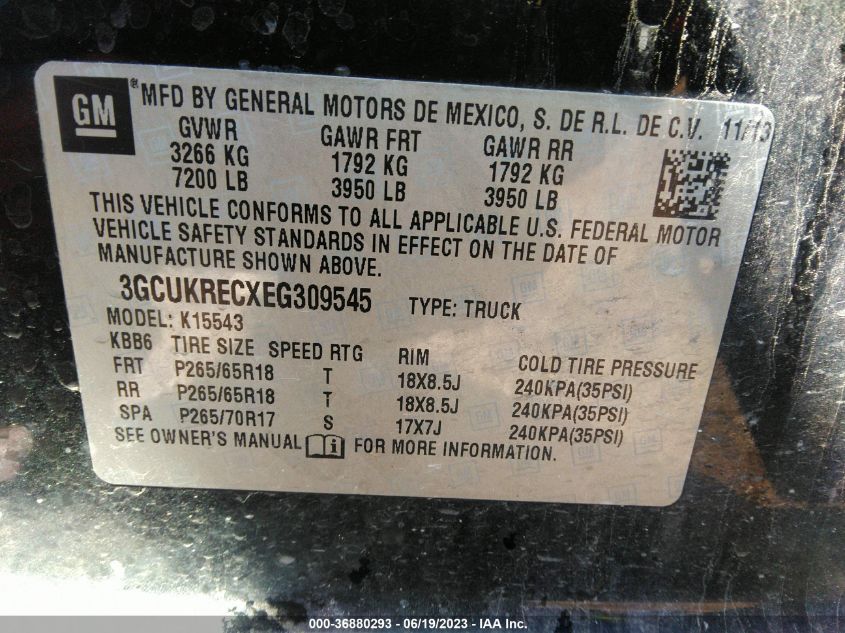 GM ® MFD BY GENERAL MOTORS DE MEXICO, S. DE R.L. DE C.V. 11/13
GVWR GAWR FRT GAWR RR
3266 KG 1792 KG 1792 KG
7200 LB 3950 LB 3950 LB
THIS VEHICLE CONFORMS TO ALL APPLICABLE U.S. FEDERAL MOTOR
VEHICLE SAFETY STANDARDS IN EFFECT ON THE DATE OF
MANUFACTURE SHOWN ABOVE.
3GCUKRECXEG309545 TYPE: TRUCK
MODEL: K15543
KBB6 TIRE SIZE SPEED RTG RIM COLD TIRE PRESSURE
FRT P265/65R18 T 18X8.5J 240KPA(35PSI)
RR P265/65R18 T 18X8.5J 240KPA(35PSI)
SPA P265/70R17 S 17X7J 240KPA(35PSI)
SEE OWNER'S MANUAL FOR MORE INFORMATION.
000-36880293 - 06/19/2023 - IAA Inc.